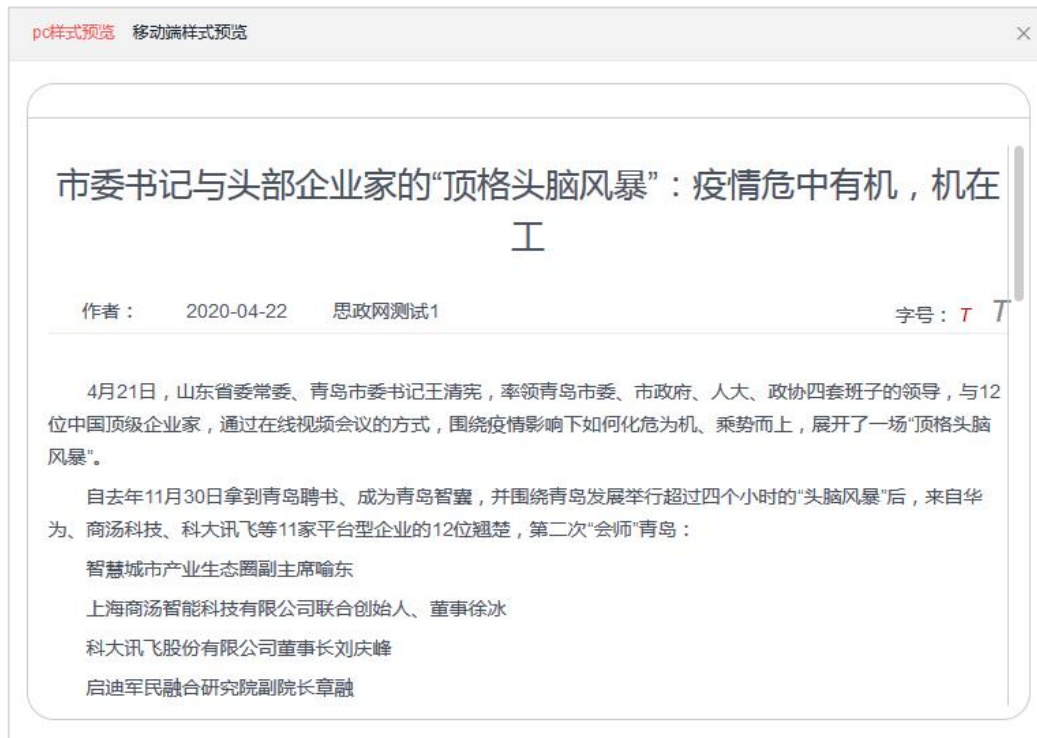 pc样式预览 移动端样式预览 ×
市委书记与头部企业家的“顶格头脑风暴”：疫情危中有机，机在
工
作者： 2020-04-22 思政网测试1 字号：T T
4月21日，山东省委常委、青岛市委书记王清宪，率领青岛市委、市政府、人大、政协四套班子的领导，与12
位中国顶级企业家，通过在线视频会议的方式，围绕疫情影响下如何化危为机、乘势而上，展开了一场“顶格头脑
风暴”。
自去年11月30日拿到青岛聘书、成为青岛智囊，并围绕青岛发展举行超过四个小时的“头脑风暴”后，来自华
为、商汤科技、科大讯飞等11家平台型企业的12位翘楚，第二次“会师”青岛：
智慧城市产业生态圈副主席喻东
上海商汤智能科技有限公司联合创始人、董事徐冰
科大讯飞股份有限公司董事长刘庆峰
启迪军民融合研究院副院长章融